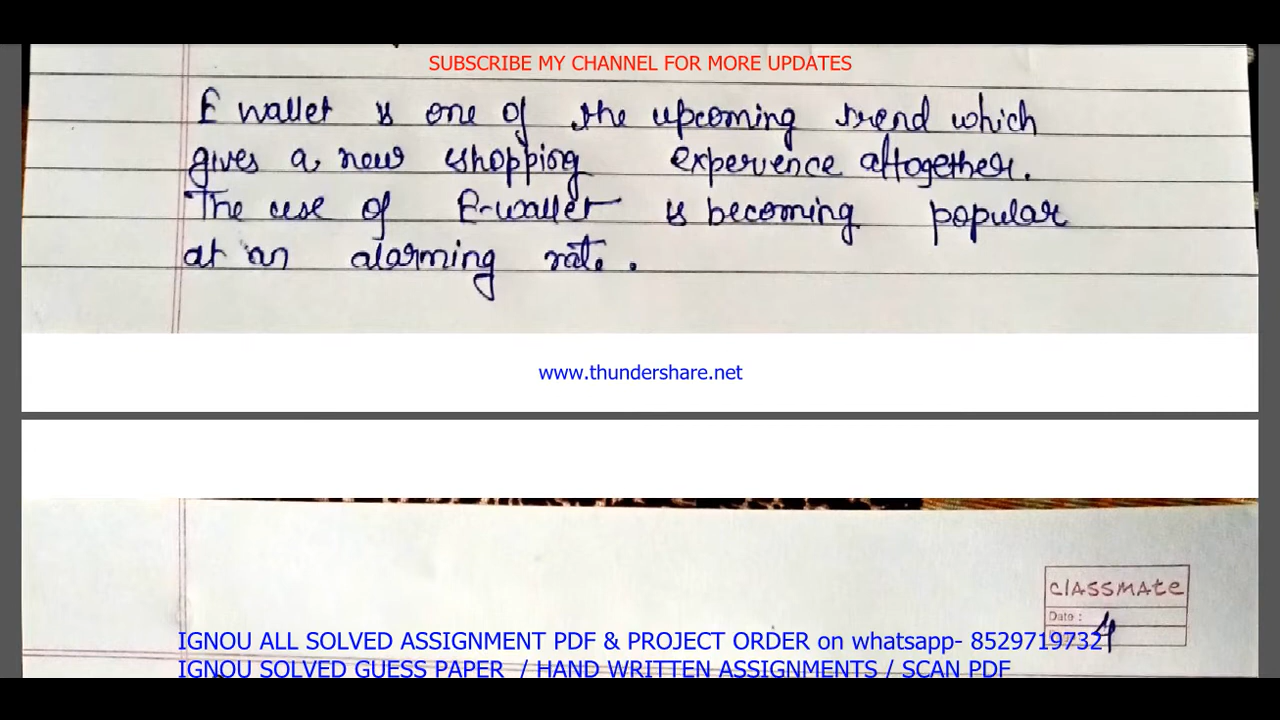 SUBSCRIBE MY CHANNEL FOR MORE UPDATES
E wallet is one of the upcoming trend which
gives a new shopping experience altogether.
The use of E-wallet is becoming popular
at an alarming rate.
www.thundershare.net
CLASSMATE
Date :
IGNOU ALL SOLVED ASSIGNMENT PDF & PROJECT ORDER on whatsapp- 8529719732
IGNOU SOLVED GUESS PAPER / HAND WRITTEN ASSIGNMENTS / SCAN PDF